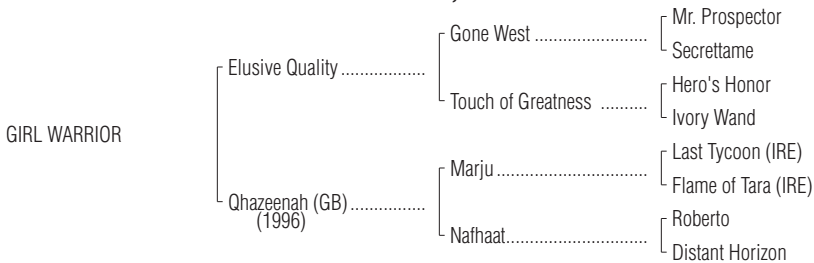 Mr. Prospector
Gone West ....................
Secrettame
Elusive Quality ..................
Hero's Honor
Touch of Greatness ..........
Ivory Wand
GIRL WARRIOR
Last Tycoon (IRE)
Marju ...........................
Flame of Tara (IRE)
Qhazeenah (GB) ................
(1996)
Roberto
Nafhaat..........................
Distant Horizon